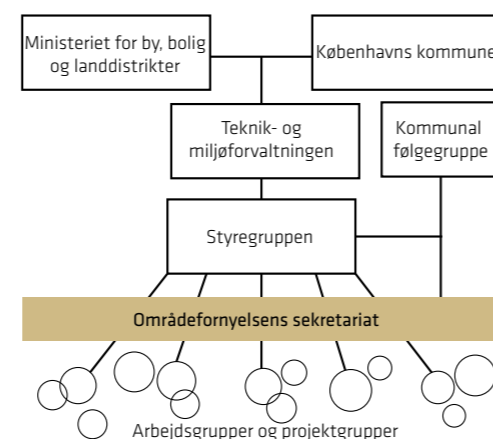 Ministeriet for by, bolig
og landdistrikter
Københavns kommune
Teknik- og
miljøforvaltningen
Kommunal
følgegruppe
Styregruppen
Områdefornyelsens sekretariat
Arbejdsgrupper og projektgrupper